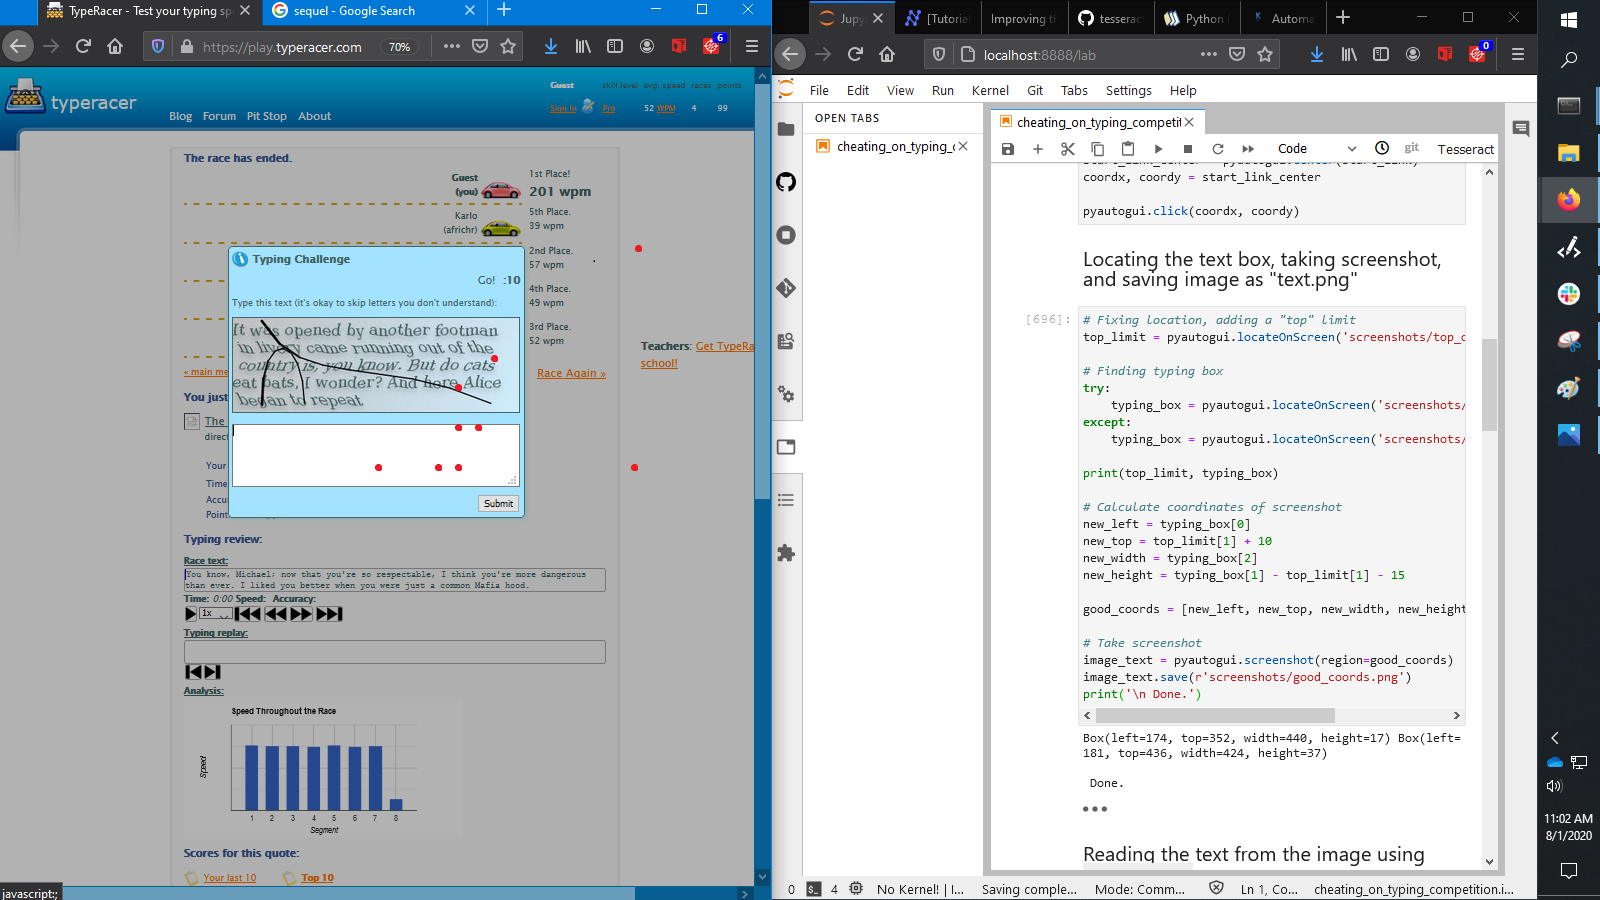 TypeRacer - Test your typing sp
sequel - Google Search
https://play.typeracer.com
70%
6
typeracer
Blog Forum Pit Stop About
Guest skill level avg. speed races points
Sign In Pro 52 WPM 4 99
The race has ended.
Guest
(you)
1st Place!
201 wpm
Karlo
(africhr)
5th Place.
39 wpm
2nd Place.
57 wpm
4th Place.
49 wpm
3rd Place.
52 wpm
Typing Challenge
Go! :10
Type this text (it's okay to skip letters you don't understand):
It was opened by another footman
in livery came running out of the
country is, you know. But do cats
eat bats, I wonder? And here Alice
began to repeat
Submit
Teachers: Get TypeRa
school!
« main me
Race Again »
You just
The
direct
Your
Time
Accu
Point
Typing review:
Race text:
You know, Michael; now that you're so respectable, I think you're more dangerous
than ever. I liked you better when you were just a common Mafia hood.
Time: 0:00 Speed: Accuracy:
1x
Typing replay:
Analysis:
Speed Throughout the Race
Speed
1 2 3 4 5 6 7 8
Segment
Scores for this quote:
Your last 10
Top 10
javascript:;
Jupy
[Tutorial
Improving th
tesserac
Python
Automa
localhost:8888/lab
0
File Edit View Run Kernel Git Tabs Settings Help
OPEN TABS
cheating_on_typing_c
cheating_on_typing_competit
Code
git
Tesseract
coordx, coordy = start_link_center
pyautogui.click(coordx, coordy)
Locating the text box, taking screenshot,
and saving image as "text.png"
[696]:
# Fixing location, adding a "top" limit
top_limit = pyautogui.locateOnScreen('screenshots/top_c
# Finding typing box
try:
typing_box = pyautogui.locateOnScreen('screenshots/
except:
typing_box = pyautogui.locateOnScreen('screenshots/
print(top_limit, typing_box)
# Calculate coordinates of screenshot
new_left = typing_box[0]
new_top = top_limit[1] + 10
new_width = typing_box[2]
new_height = typing_box[1] - top_limit[1] - 15
good_coords = [new_left, new_top, new_width, new_height
# Take screenshot
image_text = pyautogui.screenshot(region=good_coords)
image_text.save(r'screenshots/good_coords.png')
print('\n Done.')
Box(left=174, top=352, width=440, height=17) Box(left=
181, top=436, width=424, height=37)
Done.
Reading the text from the image using
0 4 No Kernel! | I... Saving comple... Mode: Comm... Ln 1, Co... cheating_on_typing_competition.i...
11:02 AM
8/1/2020